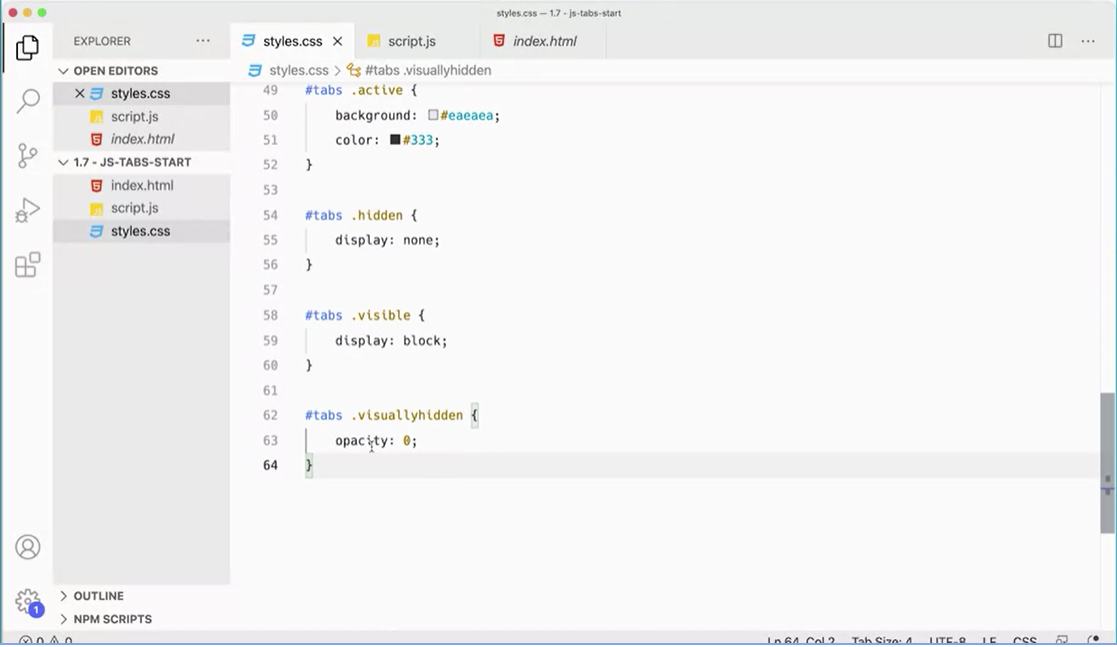 styles.css — 1.7 - js-tabs-start
EXPLORER
OPEN EDITORS
styles.css
script.js
index.html
1.7 - JS-TABS-START
index.html
script.js
styles.css
OUTLINE
NPM SCRIPTS
1
styles.css script.js index.html
styles.css > #tabs .visuallyhidden
49 #tabs .active {
50 background: #eaeaea;
51 color: #333;
52 }
53
54 #tabs .hidden {
55 display: none;
56 }
57
58 #tabs .visible {
59 display: block;
60 }
61
62 #tabs .visuallyhidden {
63 opacity: 0;
64 }
0 0 Ln 64, Col 2 Tab Size: 4 UTF-8 LF CSS